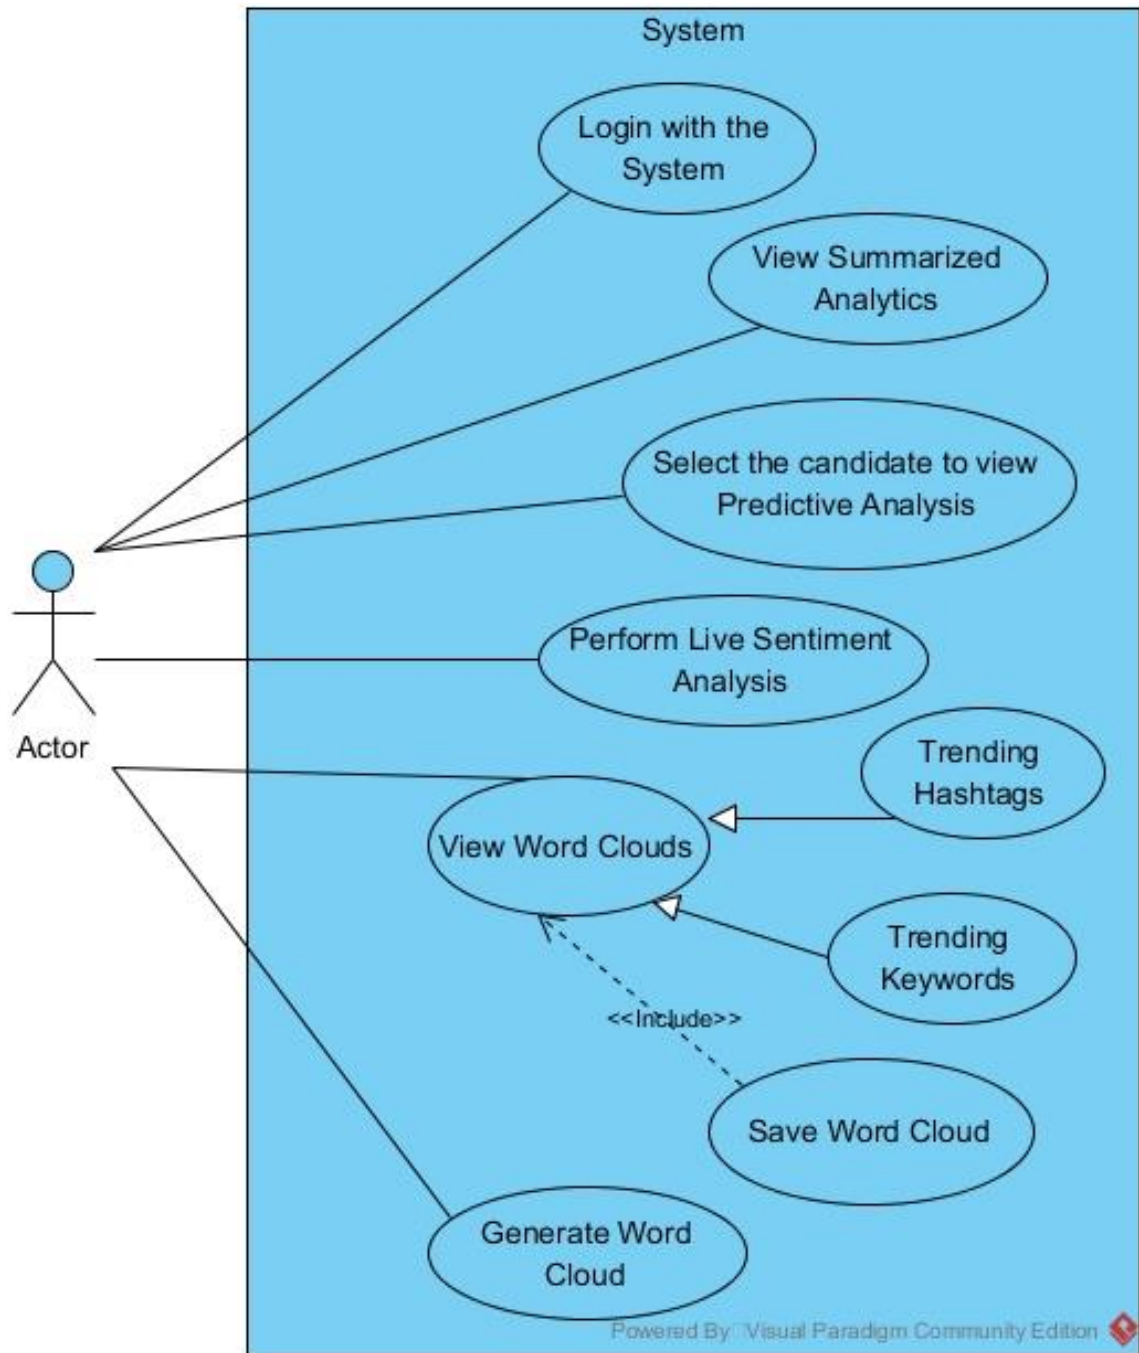 System
Login with the
System
View Summarized
Analytics
Select the candidate to view
Predictive Analysis
Perform Live Sentiment
Analysis
Actor
Trending
Hashtags
View Word Clouds
Trending
Keywords
<<Include>>
Save Word Cloud
Generate Word
Cloud
Powered By Visual Paradigm Community Edition